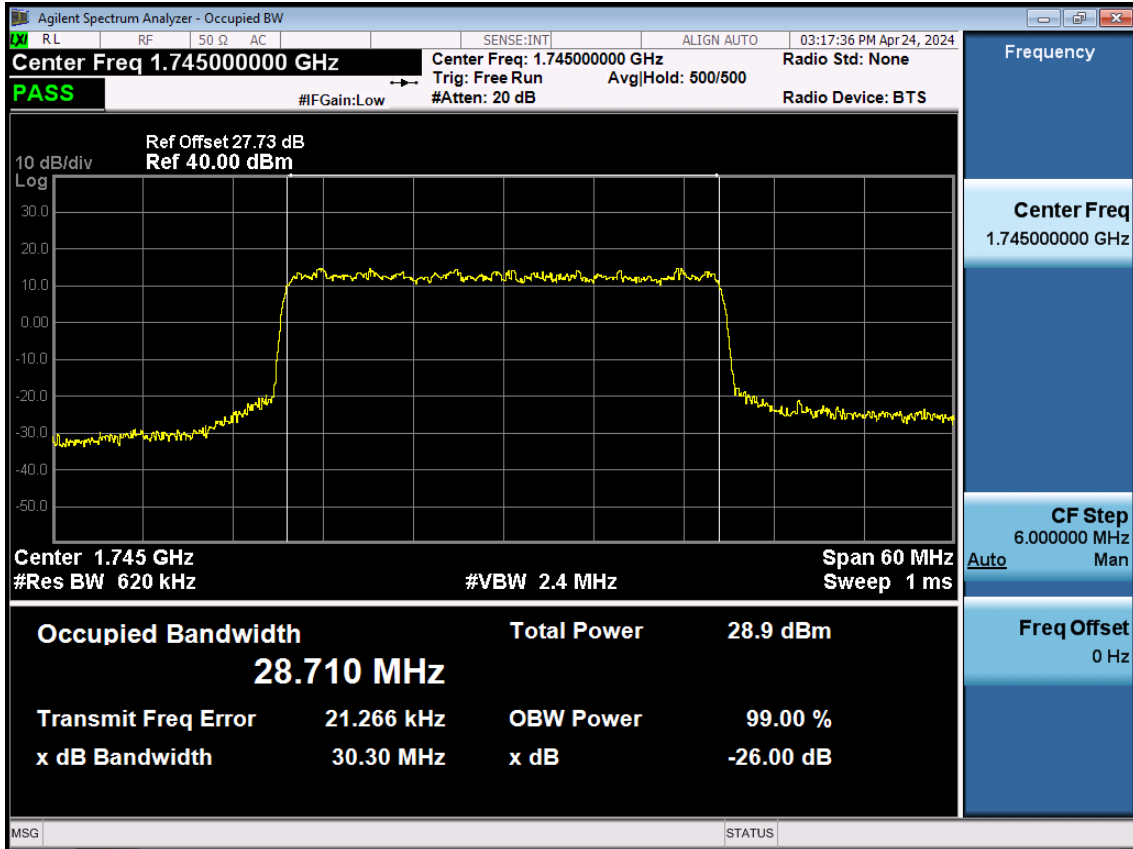 Agilent Spectrum Analyzer - Occupied BW
LXI RL RF 50 Ω AC SENSE:INT ALIGN AUTO 03:17:36 PM Apr 24, 2024
Center Freq 1.745000000 GHz
Center Freq: 1.745000000 GHz Radio Std: None
PASS
Trig: Free Run Avg|Hold: 500/500
#IFGain:Low #Atten: 20 dB Radio Device: BTS
Ref Offset 27.73 dB
10 dB/div Ref 40.00 dBm
Log
30.0
20.0
10.0
0.00
-10.0
-20.0
-30.0
-40.0
-50.0
Center 1.745 GHz Span 60 MHz
#Res BW 620 kHz #VBW 2.4 MHz Sweep 1 ms
Occupied Bandwidth Total Power 28.9 dBm
28.710 MHz
Transmit Freq Error 21.266 kHz OBW Power 99.00 %
x dB Bandwidth 30.30 MHz x dB -26.00 dB
MSG STATUS
Frequency
Center Freq
1.745000000 GHz
CF Step
6.000000 MHz
Auto Man
Freq Offset
0 Hz